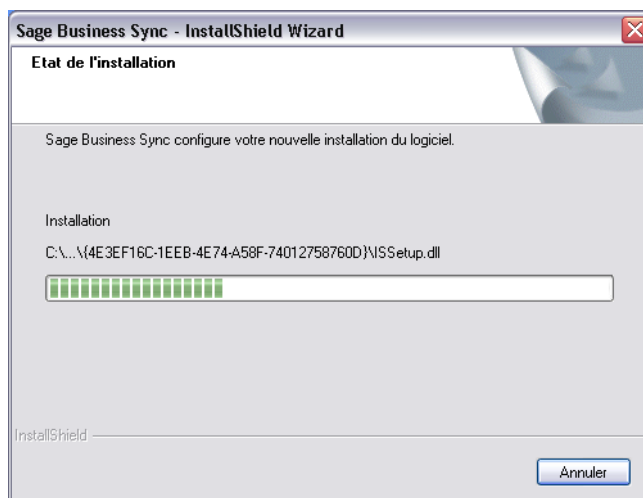 Sage Business Sync - InstallShield Wizard
Etat de l'installation
Sage Business Sync configure votre nouvelle installation du logiciel.
Installation
C:\...\{4E3EF16C-1EEB-4E74-A58F-74012758760D}\ISSetup.dll
InstallShield
Annuler